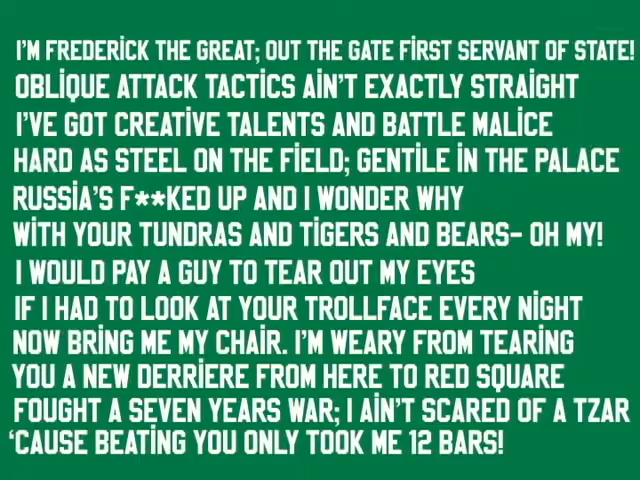 I'M FREDERICK THE GREAT; OUT THE GATE FIRST SERVANT OF STATE!
OBLIQUE ATTACK TACTICS AIN'T EXACTLY STRAIGHT
I'VE GOT CREATIVE TALENTS AND BATTLE MALICE
HARD AS STEEL ON THE FIELD; GENTILE IN THE PALACE
RUSSIA'S F**KED UP AND I WONDER WHY
WITH YOUR TUNDRAS AND TIGERS AND BEARS- OH MY!
I WOULD PAY A GUY TO TEAR OUT MY EYES
IF I HAD TO LOOK AT YOUR TROLLFACE EVERY NIGHT
NOW BRING ME MY CHAIR. I'M WEARY FROM TEARING
YOU A NEW DERRIERE FROM HERE TO RED SQUARE
FOUGHT A SEVEN YEARS WAR; I AIN'T SCARED OF A TZAR
‘CAUSE BEATING YOU ONLY TOOK ME 12 BARS!